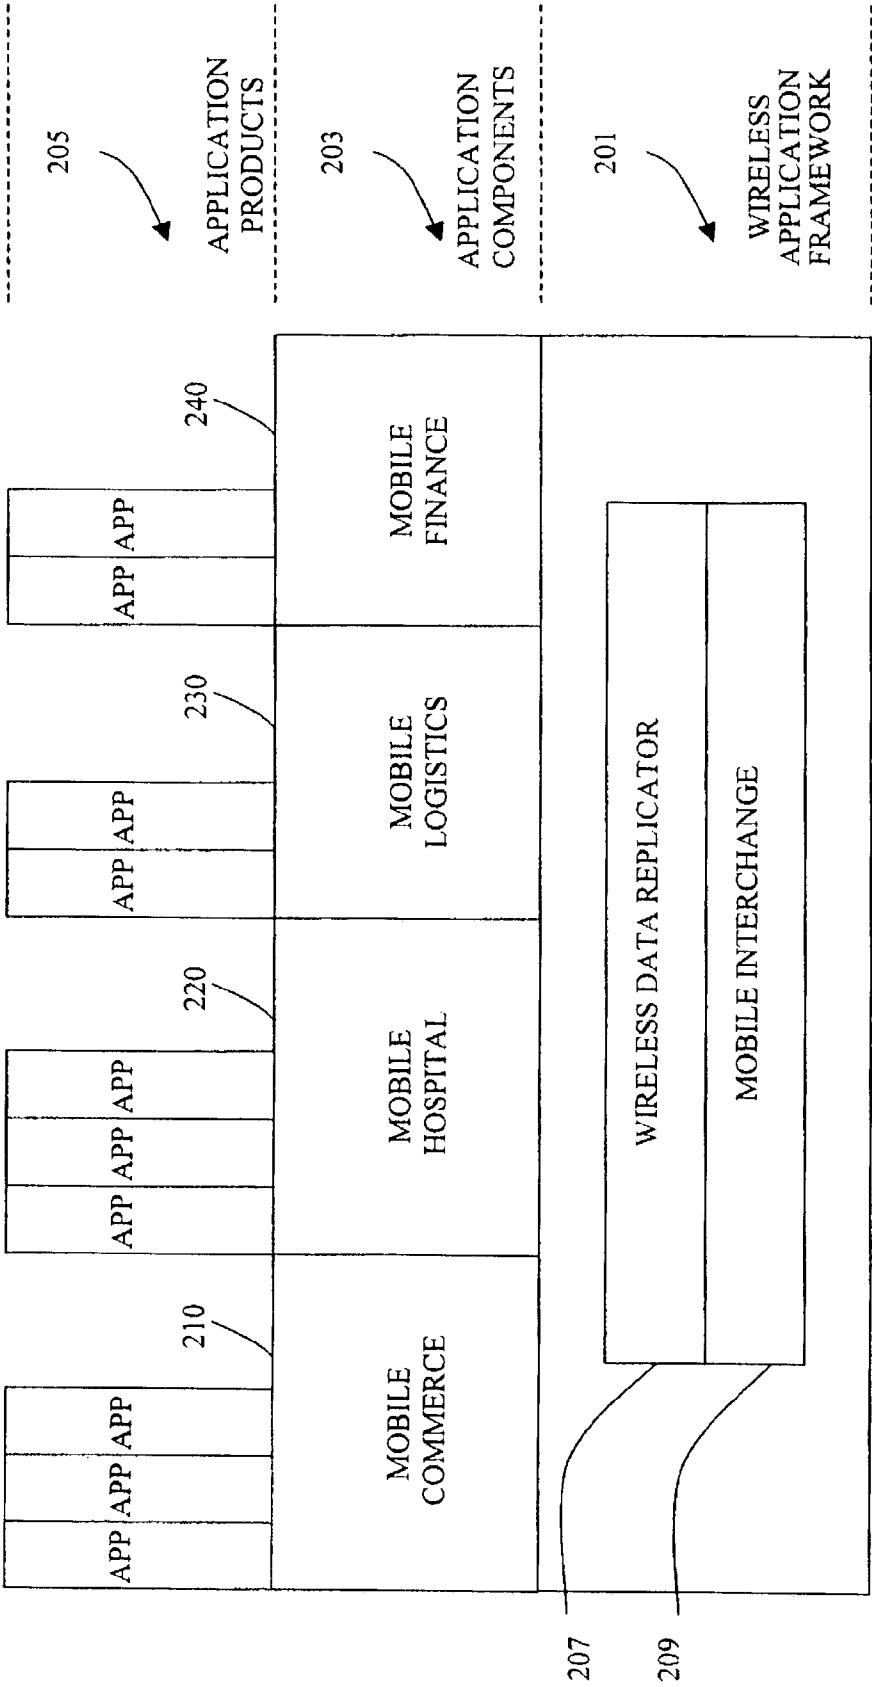 APP APP APP
APP APP APP
APP APP
APP APP
205
APPLICATION
PRODUCTS
210
220
230
240
MOBILE
COMMERCE
MOBILE
HOSPITAL
MOBILE
LOGISTICS
MOBILE
FINANCE
203
APPLICATION
COMPONENTS
207
WIRELESS DATA REPLICATOR
209
MOBILE INTERCHANGE
201
WIRELESS
APPLICATION
FRAMEWORK